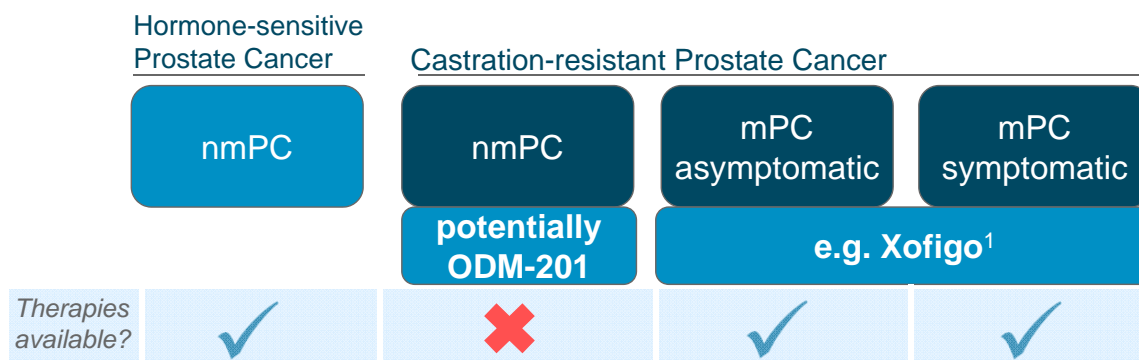 Hormone-sensitive
Prostate Cancer
Castration-resistant Prostate Cancer
nmPC
nmPC
mPC
asymptomatic
mPC
symptomatic
potentially
ODM-201
e.g. Xofigo¹
Therapies
available?